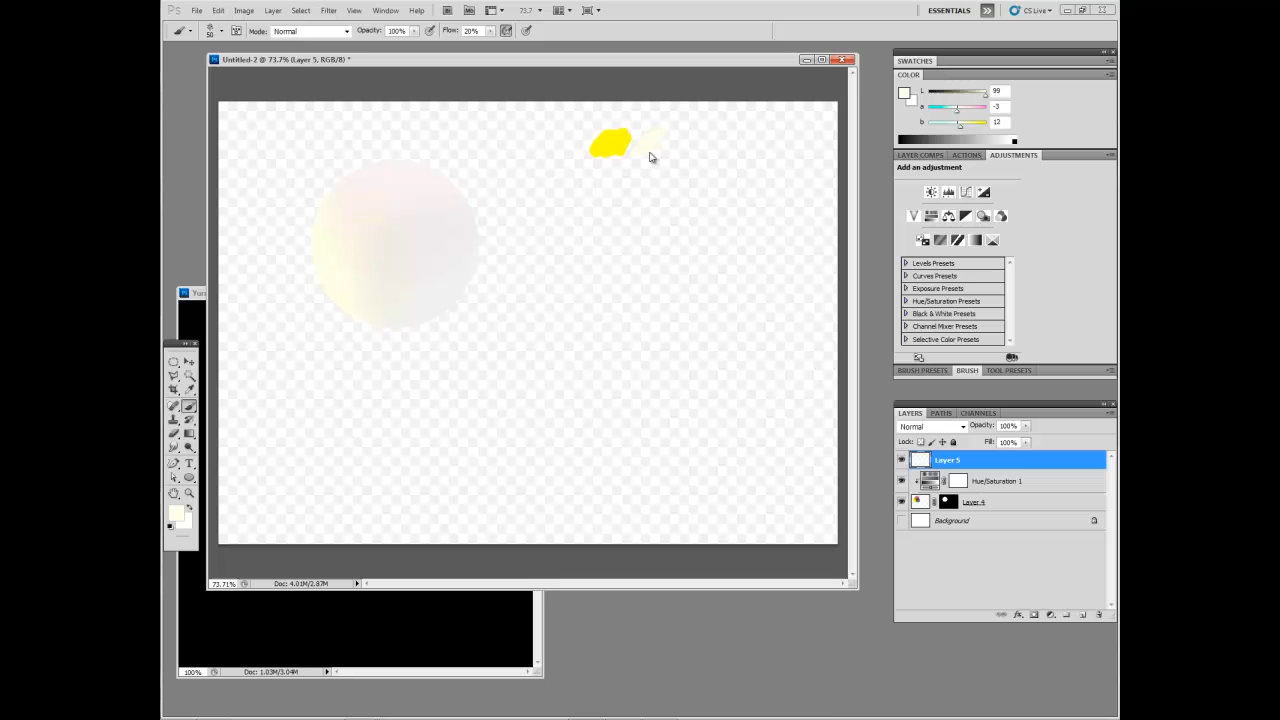 Ps File Edit Image Layer Select Filter View Window Help 73.7 ESSENTIALS CS Live
50 Mode: Normal Opacity: 100% Flow: 20%
Untitled-2 @ 73.7% (Layer 5, RGB/8) *
SWATCHES
COLOR
L 99
a -3
b 12
LAYER COMPS ACTIONS ADJUSTMENTS
Add an adjustment
Levels Presets
Curves Presets
Exposure Presets
Hue/Saturation Presets
Black & White Presets
Channel Mixer Presets
Selective Color Presets
BRUSH PRESETS BRUSH TOOL PRESETS
LAYERS PATHS CHANNELS
Normal Opacity: 100%
Lock: Fill: 100%
Layer 5
Hue/Saturation 1
Layer 4
Background
73.71% Doc: 4.01M/2.87M
100% Doc: 1.03M/3.04M